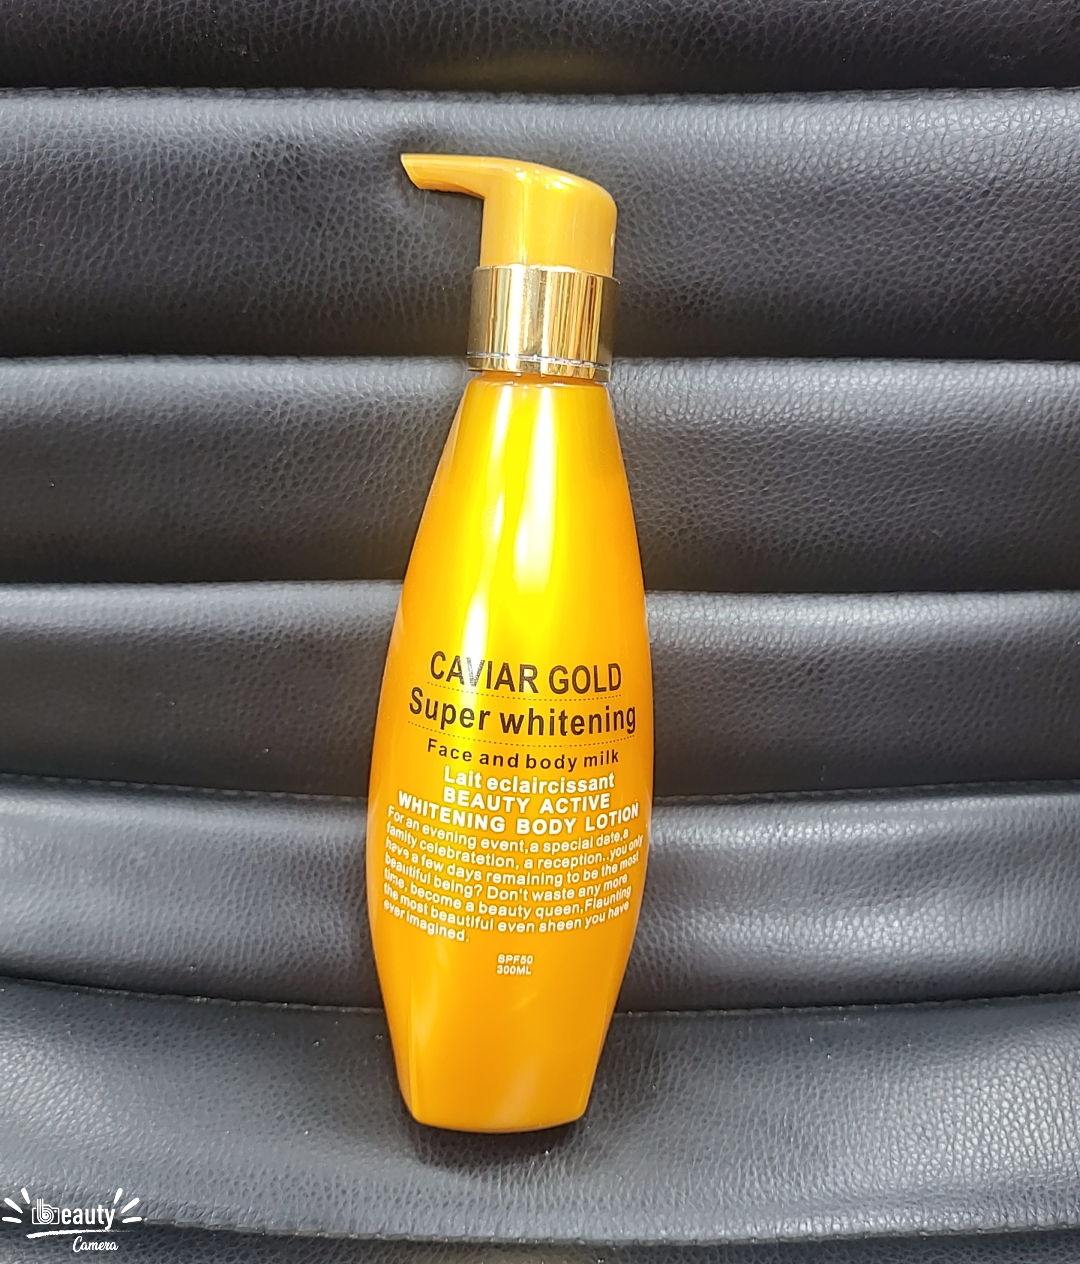 CAVIAR GOLD
Super whitening
Face and body milk
Lait eclaircissant
BEAUTY ACTIVE
WHITENING BODY LOTION
For an evening event,a special date,a
family celebratetion, a reception..you only
have a few days remaining to be the most
beautiful being? Don't waste any more
time, become a beauty queen,Flaunting
the most beautiful even sheen you have
ever imagined.
SPF50
300ML
beauty
Camera